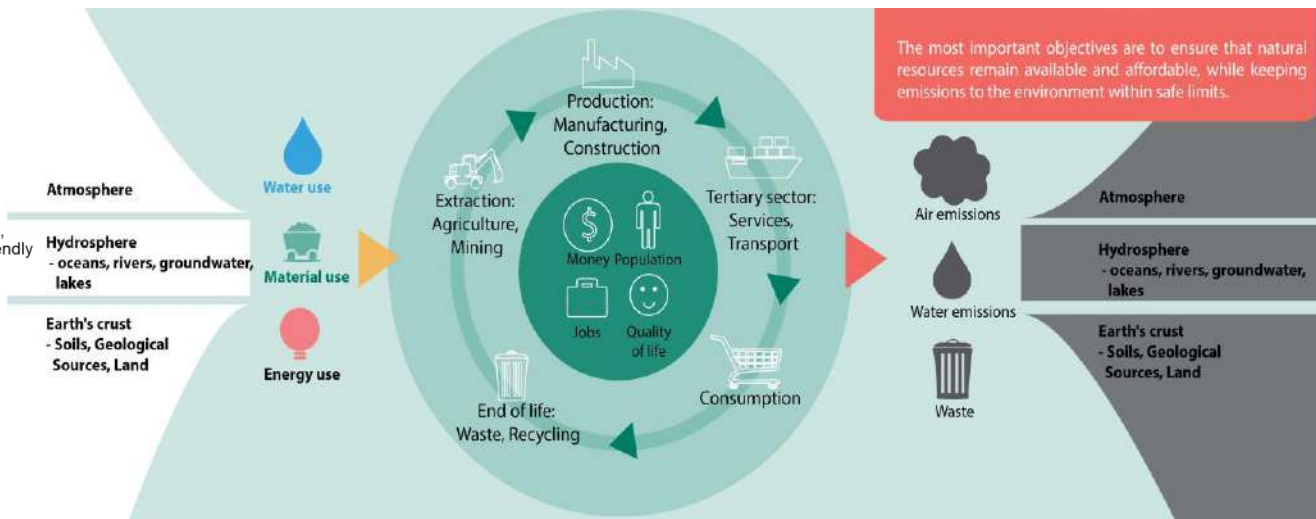 The most important objectives are to ensure that natural
resources remain available and affordable, while keeping
emissions to the environment within safe limits.
Atmosphere
Hydrosphere
- oceans, rivers, groundwater,
lakes
Earth's crust
- Soils, Geological
Sources, Land
Water use
Material use
Energy use
Production:
Manufacturing,
Construction
Extraction:
Agriculture,
Mining
Tertiary sector:
Services,
Transport
$
Money Population
Jobs
Quality
of life
Consumption
End of life:
Waste, Recycling
Air emissions
Water emissions
Waste
Atmosphere
Hydrosphere
- oceans, rivers, groundwater,
lakes
Earth's crust
- Soils, Geological
Sources, Land